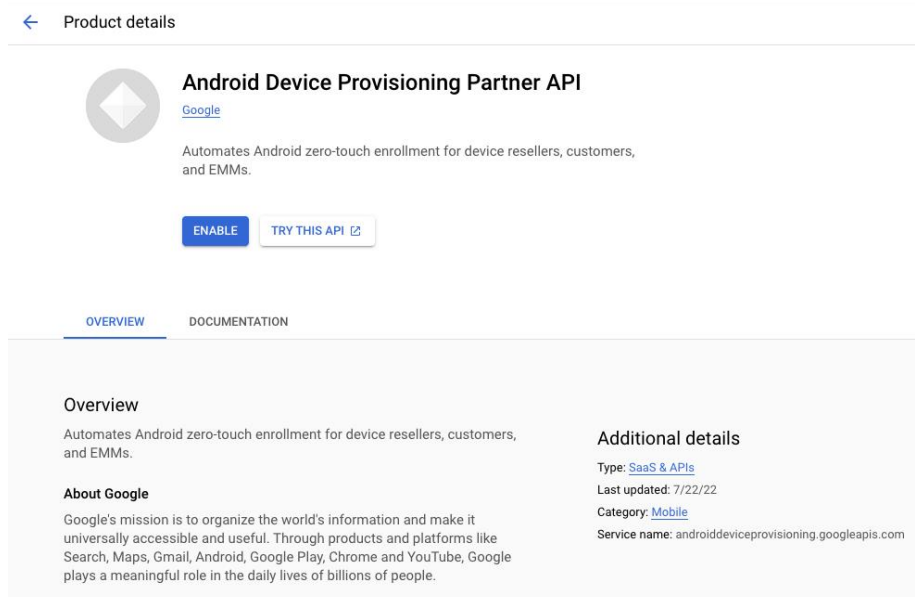 Product details
Android Device Provisioning Partner API
Google
Automates Android zero-touch enrollment for device resellers, customers,
and EMMs.
ENABLE
TRY THIS API
OVERVIEW
DOCUMENTATION
Overview
Automates Android zero-touch enrollment for device resellers, customers,
and EMMs.
About Google
Google's mission is to organize the world's information and make it
universally accessible and useful. Through products and platforms like
Search, Maps, Gmail, Android, Google Play, Chrome and YouTube, Google
plays a meaningful role in the daily lives of billions of people.
Additional details
Type: SaaS & APIs
Last updated: 7/22/22
Category: Mobile
Service name: androiddeviceprovisioning.googleapis.com